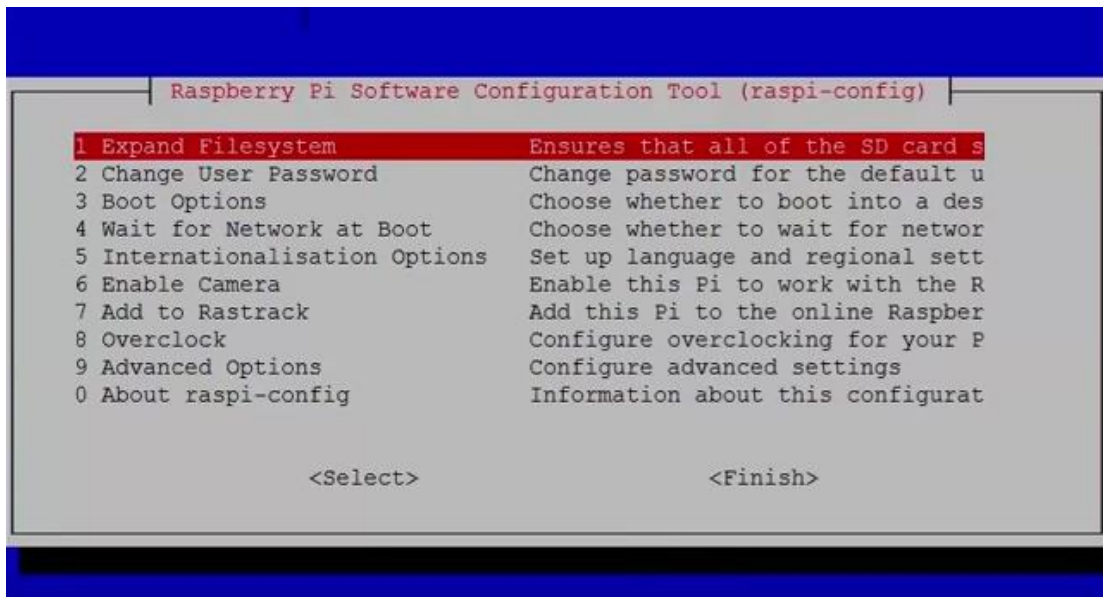 Raspberry Pi Software Configuration Tool (raspi-config)
1 Expand Filesystem Ensures that all of the SD card s
2 Change User Password Change password for the default u
3 Boot Options Choose whether to boot into a des
4 Wait for Network at Boot Choose whether to wait for networ
5 Internationalisation Options Set up language and regional sett
6 Enable Camera Enable this Pi to work with the R
7 Add to Rastrack Add this Pi to the online Raspber
8 Overclock Configure overclocking for your P
9 Advanced Options Configure advanced settings
0 About raspi-config Information about this configurat
<Select> <Finish>